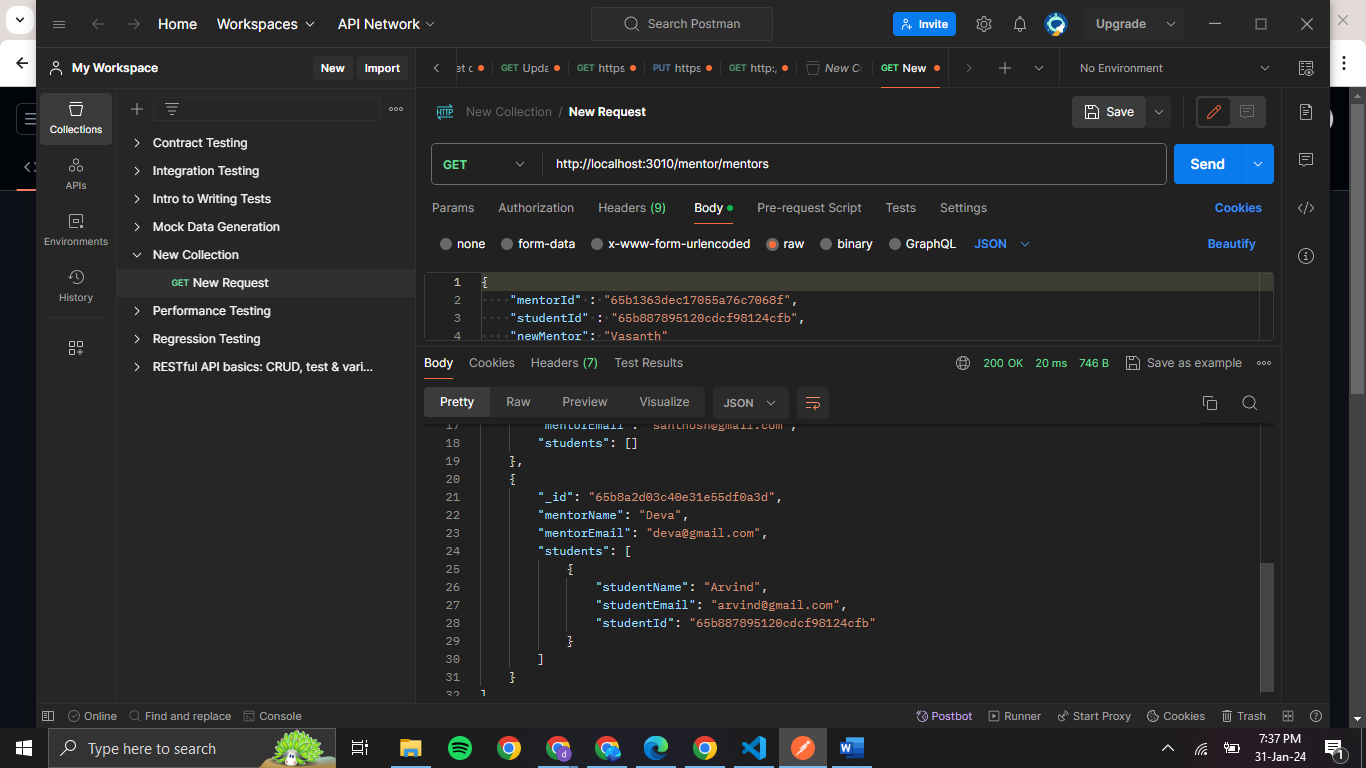 Home Workspaces API Network Search Postman Invite Upgrade
My Workspace New Import
GET Upda GET https PUT https GET http:, New C GET New No Environment
New Collection / New Request Save
Collections
APIs
Environments
History
Contract Testing
Integration Testing
Intro to Writing Tests
Mock Data Generation
New Collection
GET New Request
Performance Testing
Regression Testing
RESTful API basics: CRUD, test & vari...
GET http://localhost:3010/mentor/mentors Send
Params Authorization Headers (9) Body Pre-request Script Tests Settings Cookies
none form-data x-www-form-urlencoded raw binary GraphQL JSON Beautify
1 {
2 "mentorId" : "65b1363dec17055a76c7068f",
3 "studentId" : "65b887895120cdcf98124cfb",
4 "newMentor": "Vasanth"
Body Cookies Headers (7) Test Results 200 OK 20 ms 746 B Save as example
Pretty Raw Preview Visualize JSON
17 "mentorEmail": "santhosh@gmail.com",
18 "students": []
19 },
20 {
21 "_id": "65b8a2d03c40e31e55df0a3d",
22 "mentorName": "Deva",
23 "mentorEmail": "deva@gmail.com",
24 "students": [
25 {
26 "studentName": "Arvind",
27 "studentEmail": "arvind@gmail.com",
28 "studentId": "65b887895120cdcf98124cfb"
29 }
30 ]
31 }
32 ]
Online Find and replace Console Postbot Runner Start Proxy Cookies Trash
Type here to search
7:37 PM
31-Jan-24
1